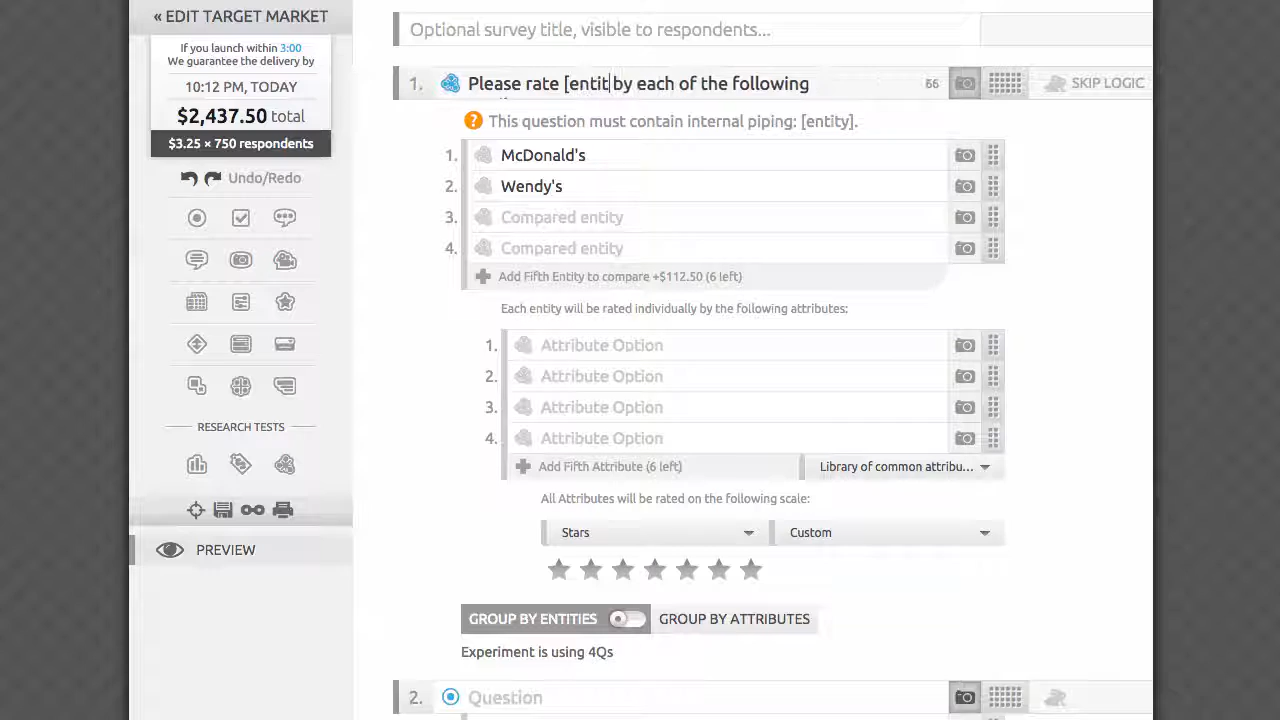 « EDIT TARGET MARKET
If you launch within 3:00
We guarantee the delivery by
10:12 PM, TODAY
$2,437.50 total
$3.25 × 750 respondents
Undo/Redo
RESEARCH TESTS
PREVIEW
Optional survey title, visible to respondents...
1. Please rate [entit by each of the following 66 SKIP LOGIC
? This question must contain internal piping: [entity].
1. McDonald's
2. Wendy's
3. Compared entity
4. Compared entity
Add Fifth Entity to compare +$112.50 (6 left)
Each entity will be rated individually by the following attributes:
1. Attribute Option
2. Attribute Option
3. Attribute Option
4. Attribute Option
Add Fifth Attribute (6 left) Library of common attribu...
All Attributes will be rated on the following scale:
Stars Custom
GROUP BY ENTITIES GROUP BY ATTRIBUTES
Experiment is using 4Qs
2. Question